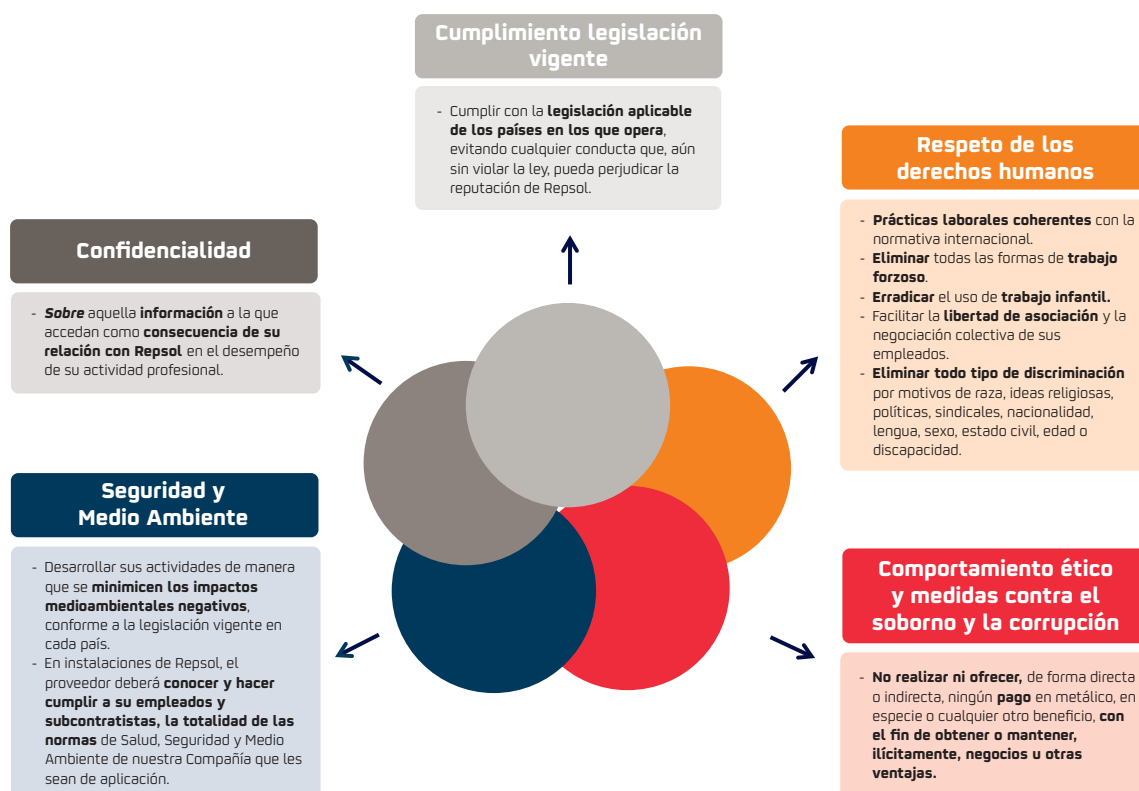 Cumplimiento legislación
vigente
- Cumplir con la legislación aplicable
de los países en los que opera,
evitando cualquier conducta que, aún
sin violar la ley, pueda perjudicar la
reputación de Repsol.
Respeto de los
derechos humanos
- Prácticas laborales coherentes con la
normativa internacional.
- Eliminar todas las formas de trabajo
forzoso.
- Erradicar el uso de trabajo infantil.
- Facilitar la libertad de asociación y la
negociación colectiva de sus
empleados.
- Eliminar todo tipo de discriminación
por motivos de raza, ideas religiosas,
políticas, sindicales, nacionalidad,
lengua, sexo, estado civil, edad o
discapacidad.
Confidencialidad
- Sobre aquella información a la que
accedan como consecuencia de su
relación con Repsol en el desempeño
de su actividad profesional.
Seguridad y
Medio Ambiente
- Desarrollar sus actividades de manera
que se minimicen los impactos
medioambientales negativos,
conforme a la legislación vigente en
cada país.
- En instalaciones de Repsol, el
proveedor deberá conocer y hacer
cumplir a su empleados y
subcontratistas, la totalidad de las
normas de Salud, Seguridad y Medio
Ambiente de nuestra Compañía que les
sean de aplicación.
Comportamiento ético
y medidas contra el
soborno y la corrupción
- No realizar ni ofrecer, de forma directa
o indirecta, ningún pago en metálico, en
especie o cualquier otro beneficio, con
el fin de obtener o mantener,
ilícitamente, negocios u otras
ventajas.